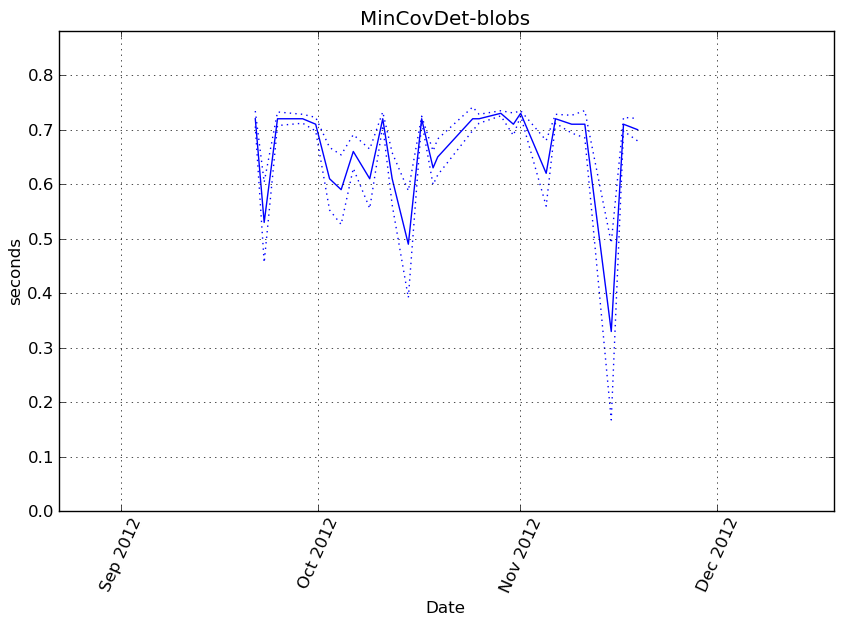 MinCovDet-blobs
0.8
0.7
0.6
0.5
0.4
0.3
0.2
0.1
0.0
seconds
Sep 2012
Oct 2012
Nov 2012
Dec 2012
Date